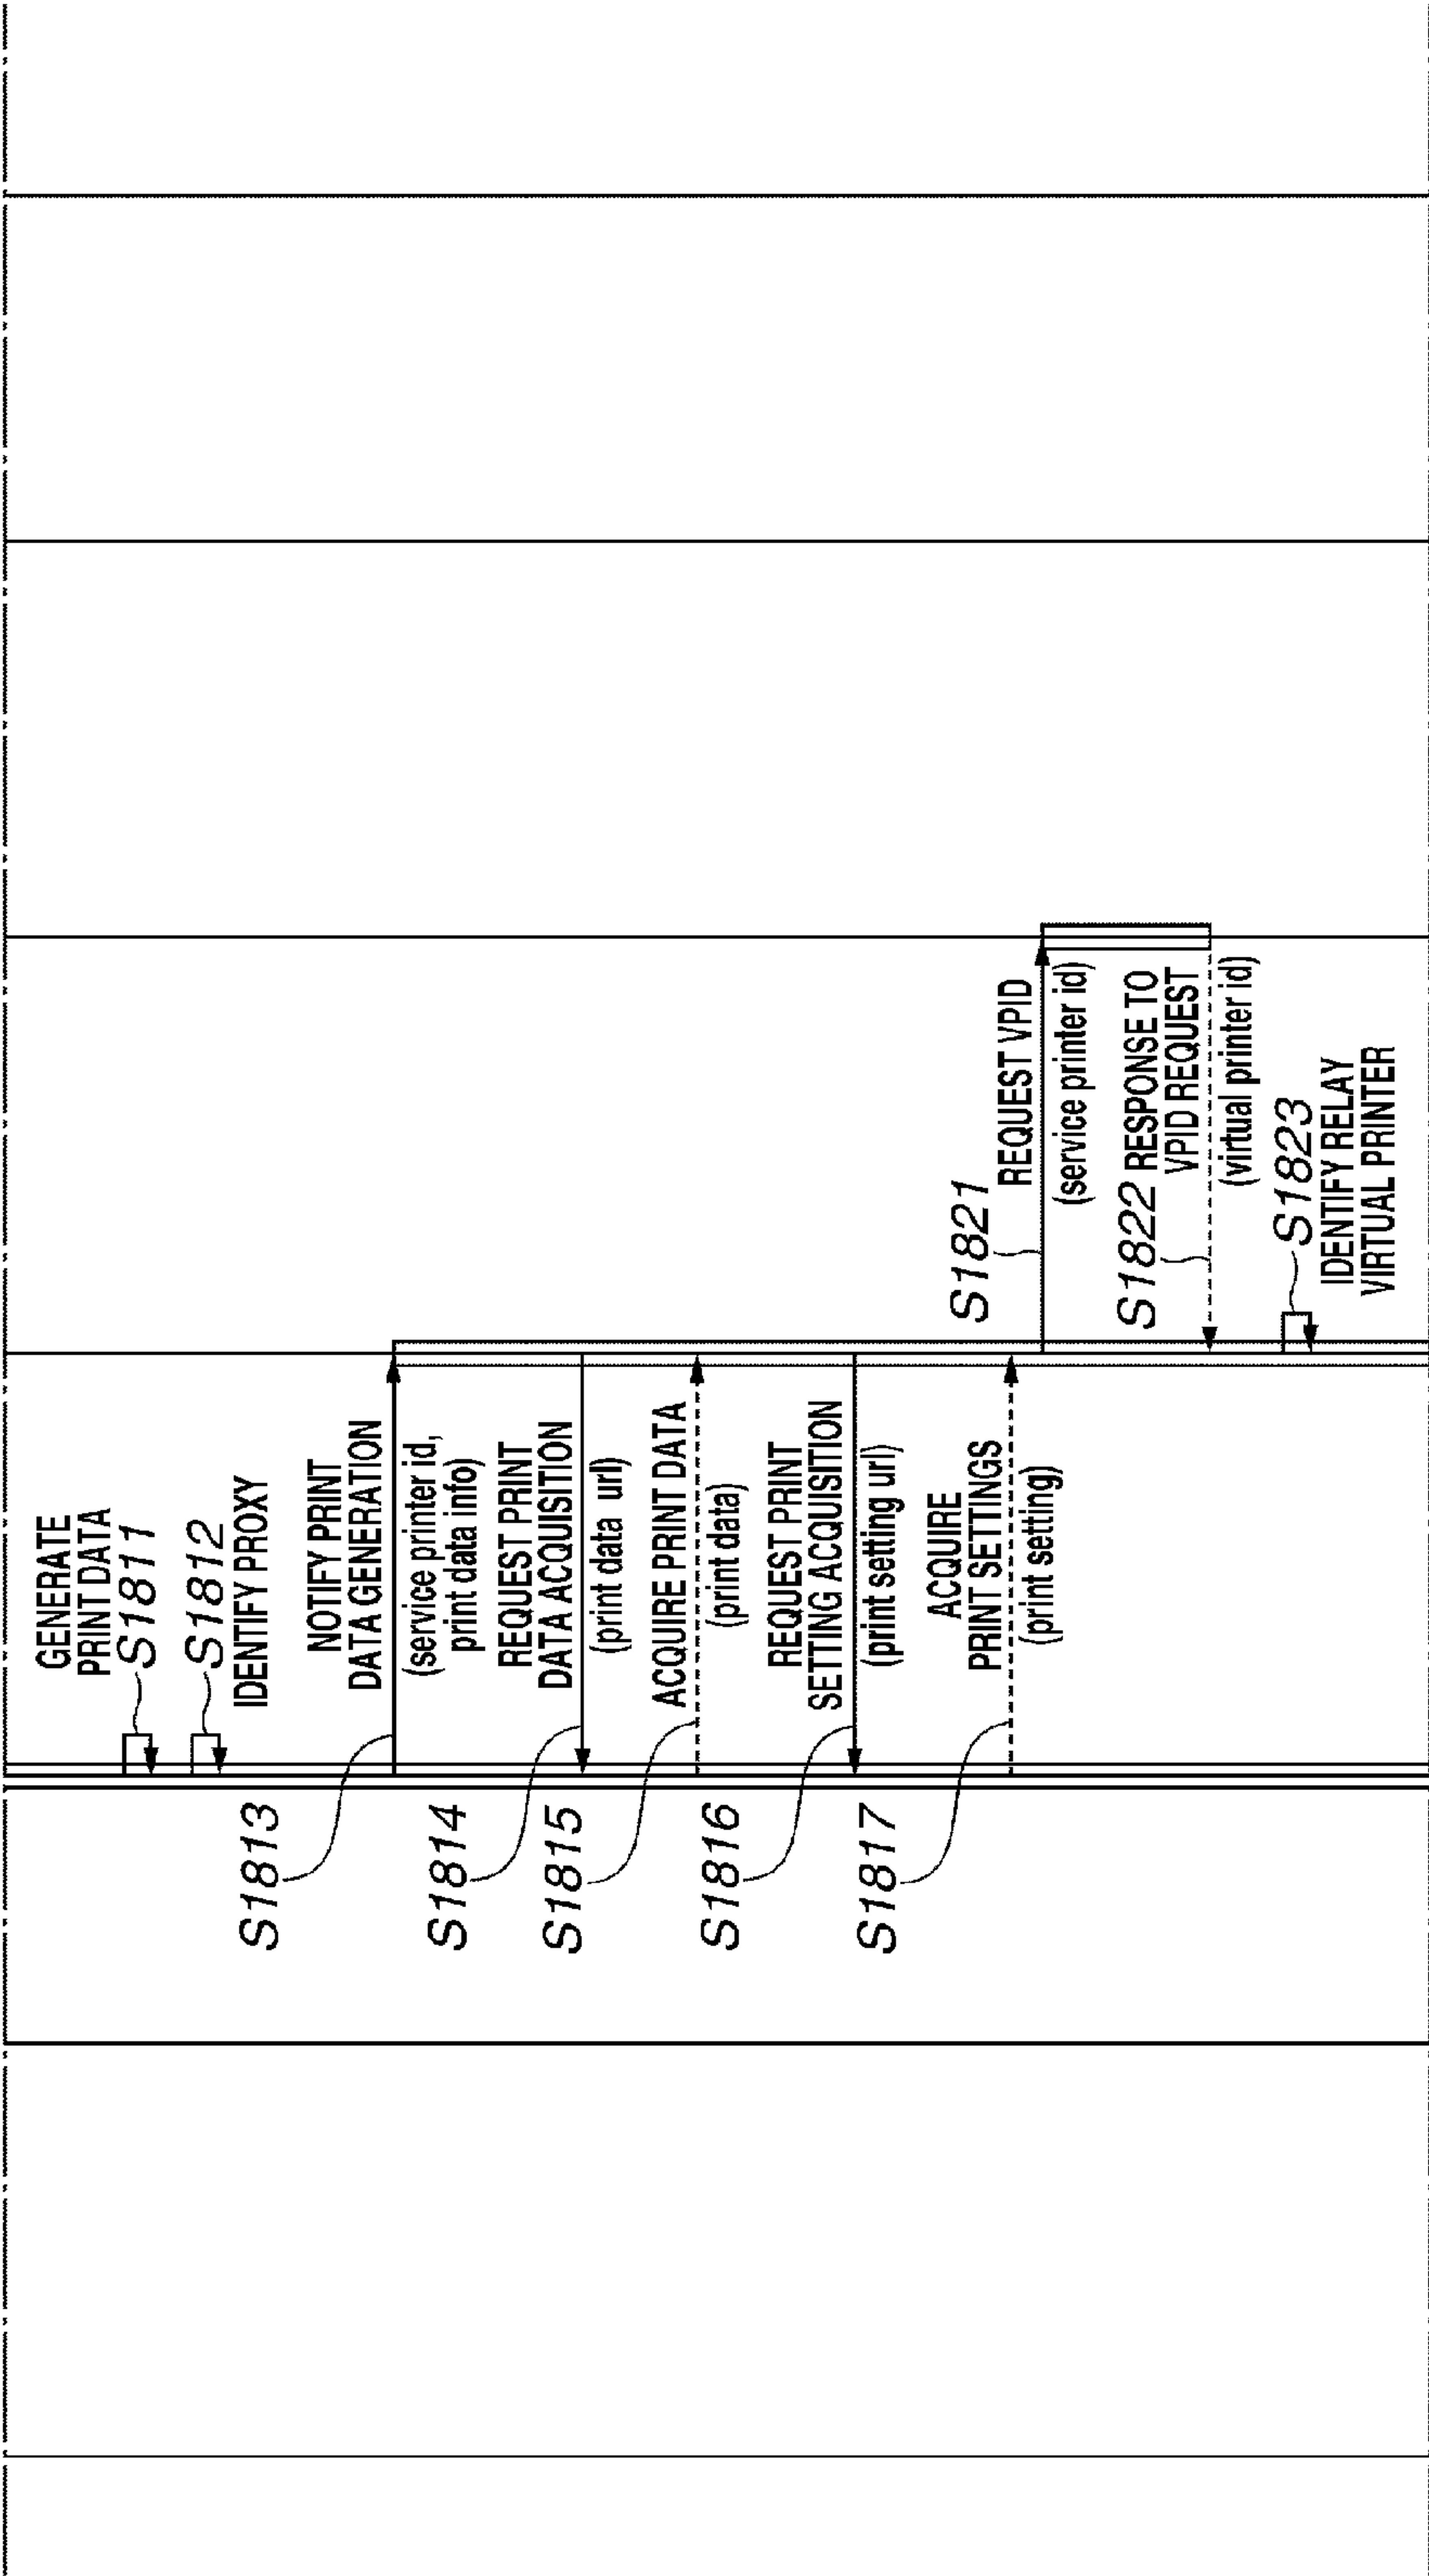 GENERATE
PRINT DATA
S1811
S1812
IDENTIFY PROXY
S1813
NOTIFY PRINT
DATA GENERATION
(service printer id,
print data info)
S1814
REQUEST PRINT
DATA ACQUISITION
(print data url)
S1815
ACQUIRE PRINT DATA
(print data)
S1816
REQUEST PRINT
SETTING ACQUISITION
(print setting url)
S1817
ACQUIRE
PRINT SETTINGS
(print setting)
S1821
REQUEST VPID
(service printer id)
S1822 RESPONSE TO
VPID REQUEST
(virtual printer id)
S1823
IDENTIFY RELAY
VIRTUAL PRINTER